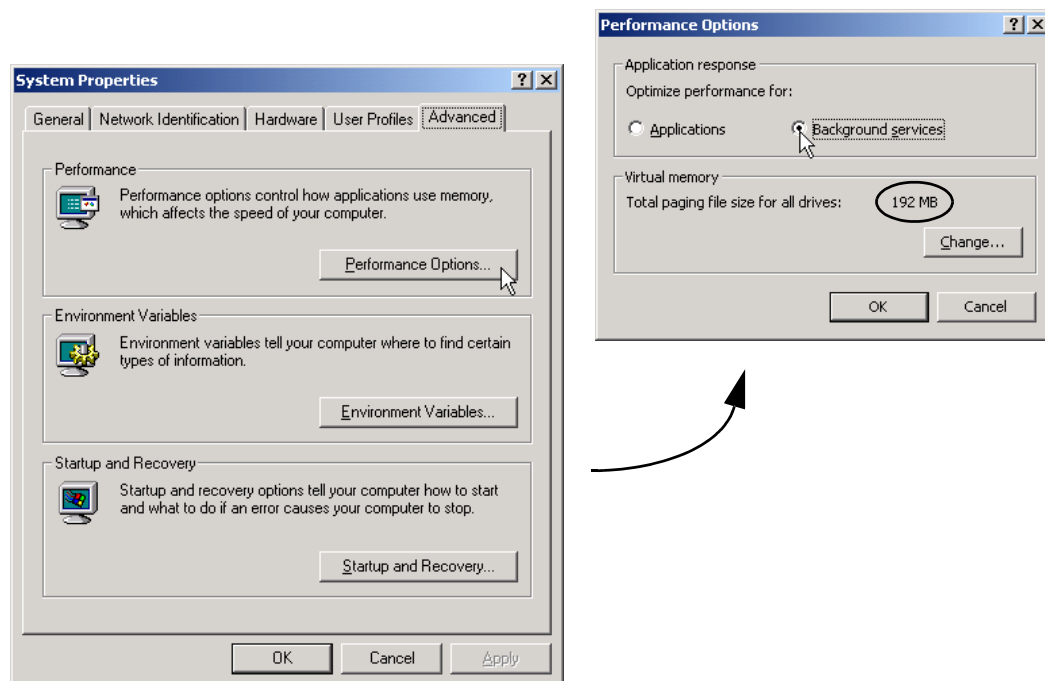 System Properties
General
Network Identification
Hardware
User Profiles
Advanced
Performance
Performance options control how applications use memory,
which affects the speed of your computer.
Performance Options...
Environment Variables
Environment variables tell your computer where to find certain
types of information.
Environment Variables...
Startup and Recovery
Startup and recovery options tell your computer how to start
and what to do if an error causes your computer to stop.
Startup and Recovery...
OK
Cancel
Apply
Performance Options
Application response
Optimize performance for:
Applications
Background services
Virtual memory
Total paging file size for all drives:
192 MB
Change...
OK
Cancel